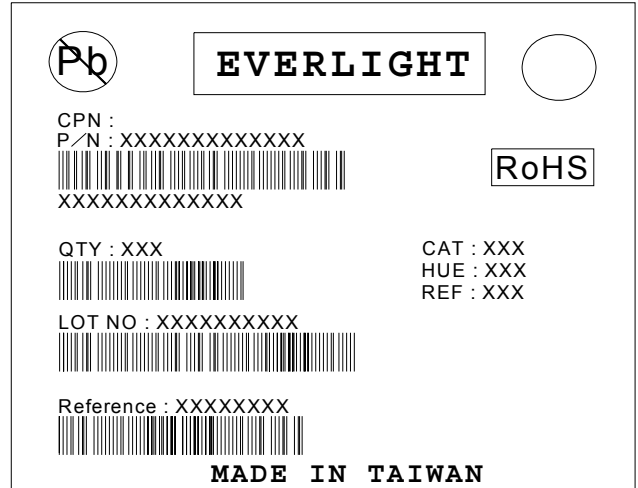 Pb
EVERLIGHT
CPN :
P/N : XXXXXXXXXXXXX
RoHS
XXXXXXXXXXXXX
QTY : XXX
CAT : XXX
HUE : XXX
REF : XXX
LOT NO : XXXXXXXXXX
Reference : XXXXXXXX
MADE IN TAIWAN